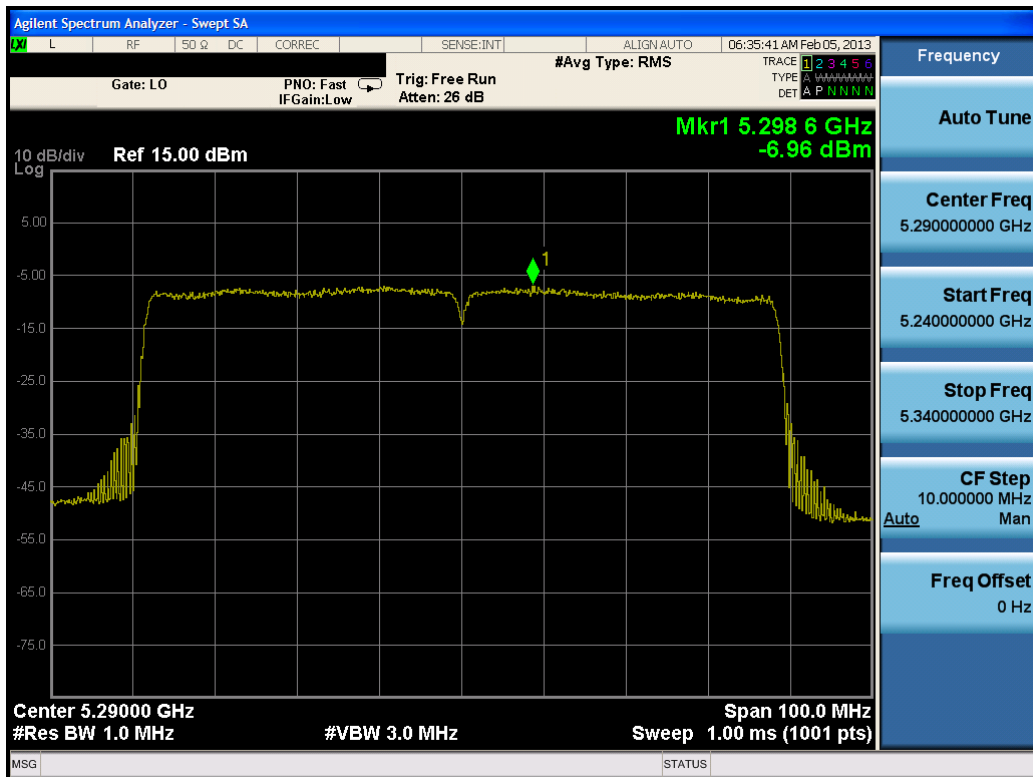 Agilent Spectrum Analyzer - Swept SA
LXI L RF 50 Ω DC CORREC SENSE:INT ALIGN AUTO 06:35:41 AM Feb 05, 2013
Frequency
#Avg Type: RMS
TRACE 1 2 3 4 5 6
Gate: LO
PNO: Fast
Trig: Free Run
TYPE A
IFGain:Low
Atten: 26 dB
DET A P N N N N
Auto Tune
Mkr1 5.298 6 GHz
10 dB/div Ref 15.00 dBm -6.96 dBm
Log
5.00
-5.00
-15.0
-25.0
-35.0
-45.0
-55.0
-65.0
-75.0
1
Center Freq
5.290000000 GHz
Start Freq
5.240000000 GHz
Stop Freq
5.340000000 GHz
CF Step
10.000000 MHz
Auto Man
Freq Offset
0 Hz
Center 5.29000 GHz Span 100.0 MHz
#Res BW 1.0 MHz #VBW 3.0 MHz Sweep 1.00 ms (1001 pts)
MSG STATUS